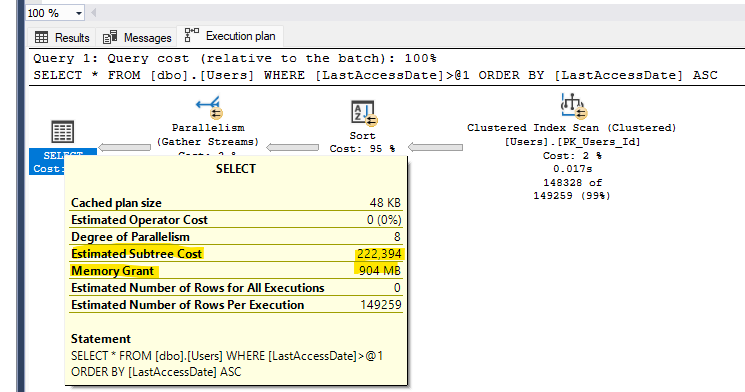 100 %
Results Messages Execution plan
Query 1: Query cost (relative to the batch): 100%
SELECT * FROM [dbo].[Users] WHERE [LastAccessDate]>@1 ORDER BY [LastAccessDate] ASC
SELECT
Cost:
Parallelism
(Gather Streams)
Sort
Cost: 95 %
Clustered Index Scan (Clustered)
[Users].[PK_Users_Id]
Cost: 2 %
0.017s
148328 of
149259 (99%)
SELECT
Cached plan size 48 KB
Estimated Operator Cost 0 (0%)
Degree of Parallelism 8
Estimated Subtree Cost 222,394
Memory Grant 904 MB
Estimated Number of Rows for All Executions 0
Estimated Number of Rows Per Execution 149259
Statement
SELECT * FROM [dbo].[Users] WHERE [LastAccessDate]>@1
ORDER BY [LastAccessDate] ASC